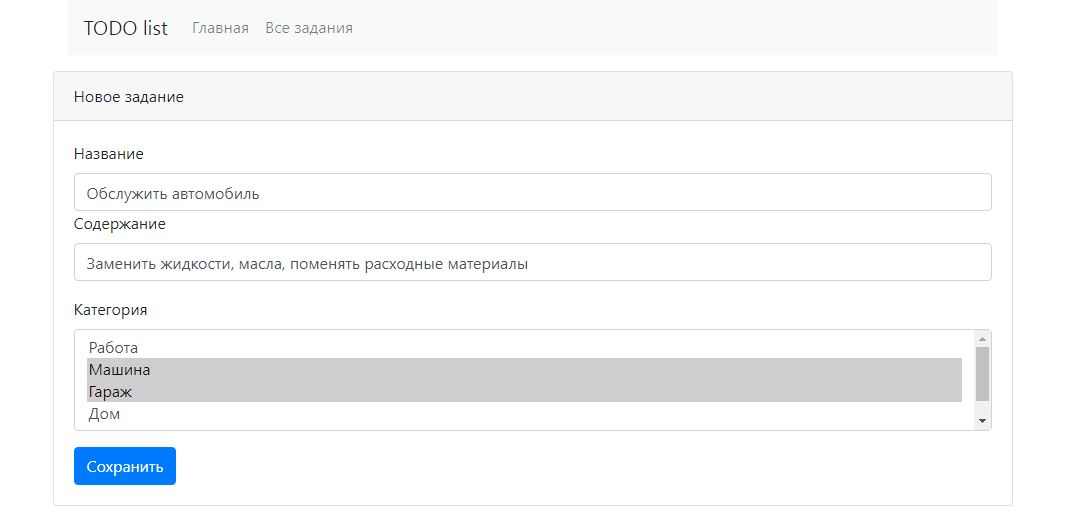 TODO list Главная Все задания
Новое задание
Название
Обслужить автомобиль
Содержание
Заменить жидкости, масла, поменять расходные материалы
Категория
Работа
Машина
Гараж
Дом
Сохранить